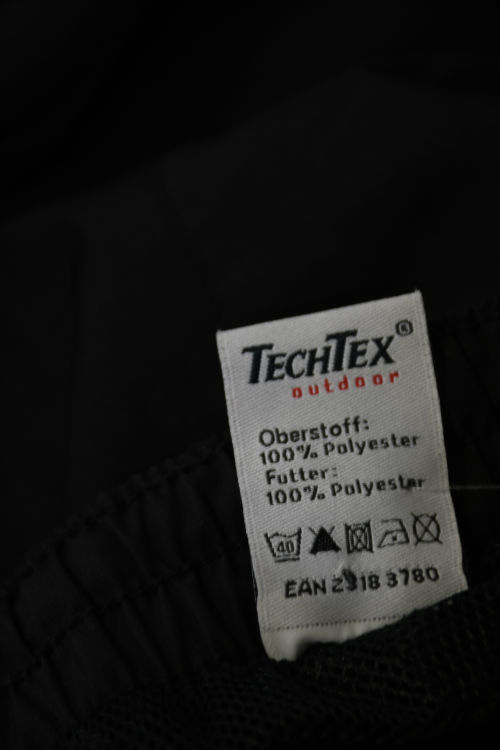 TECHTEX®
outdoor
Oberstoff:
100% Polyester
Futter:
100% Polyester
40
EAN 2318 3780